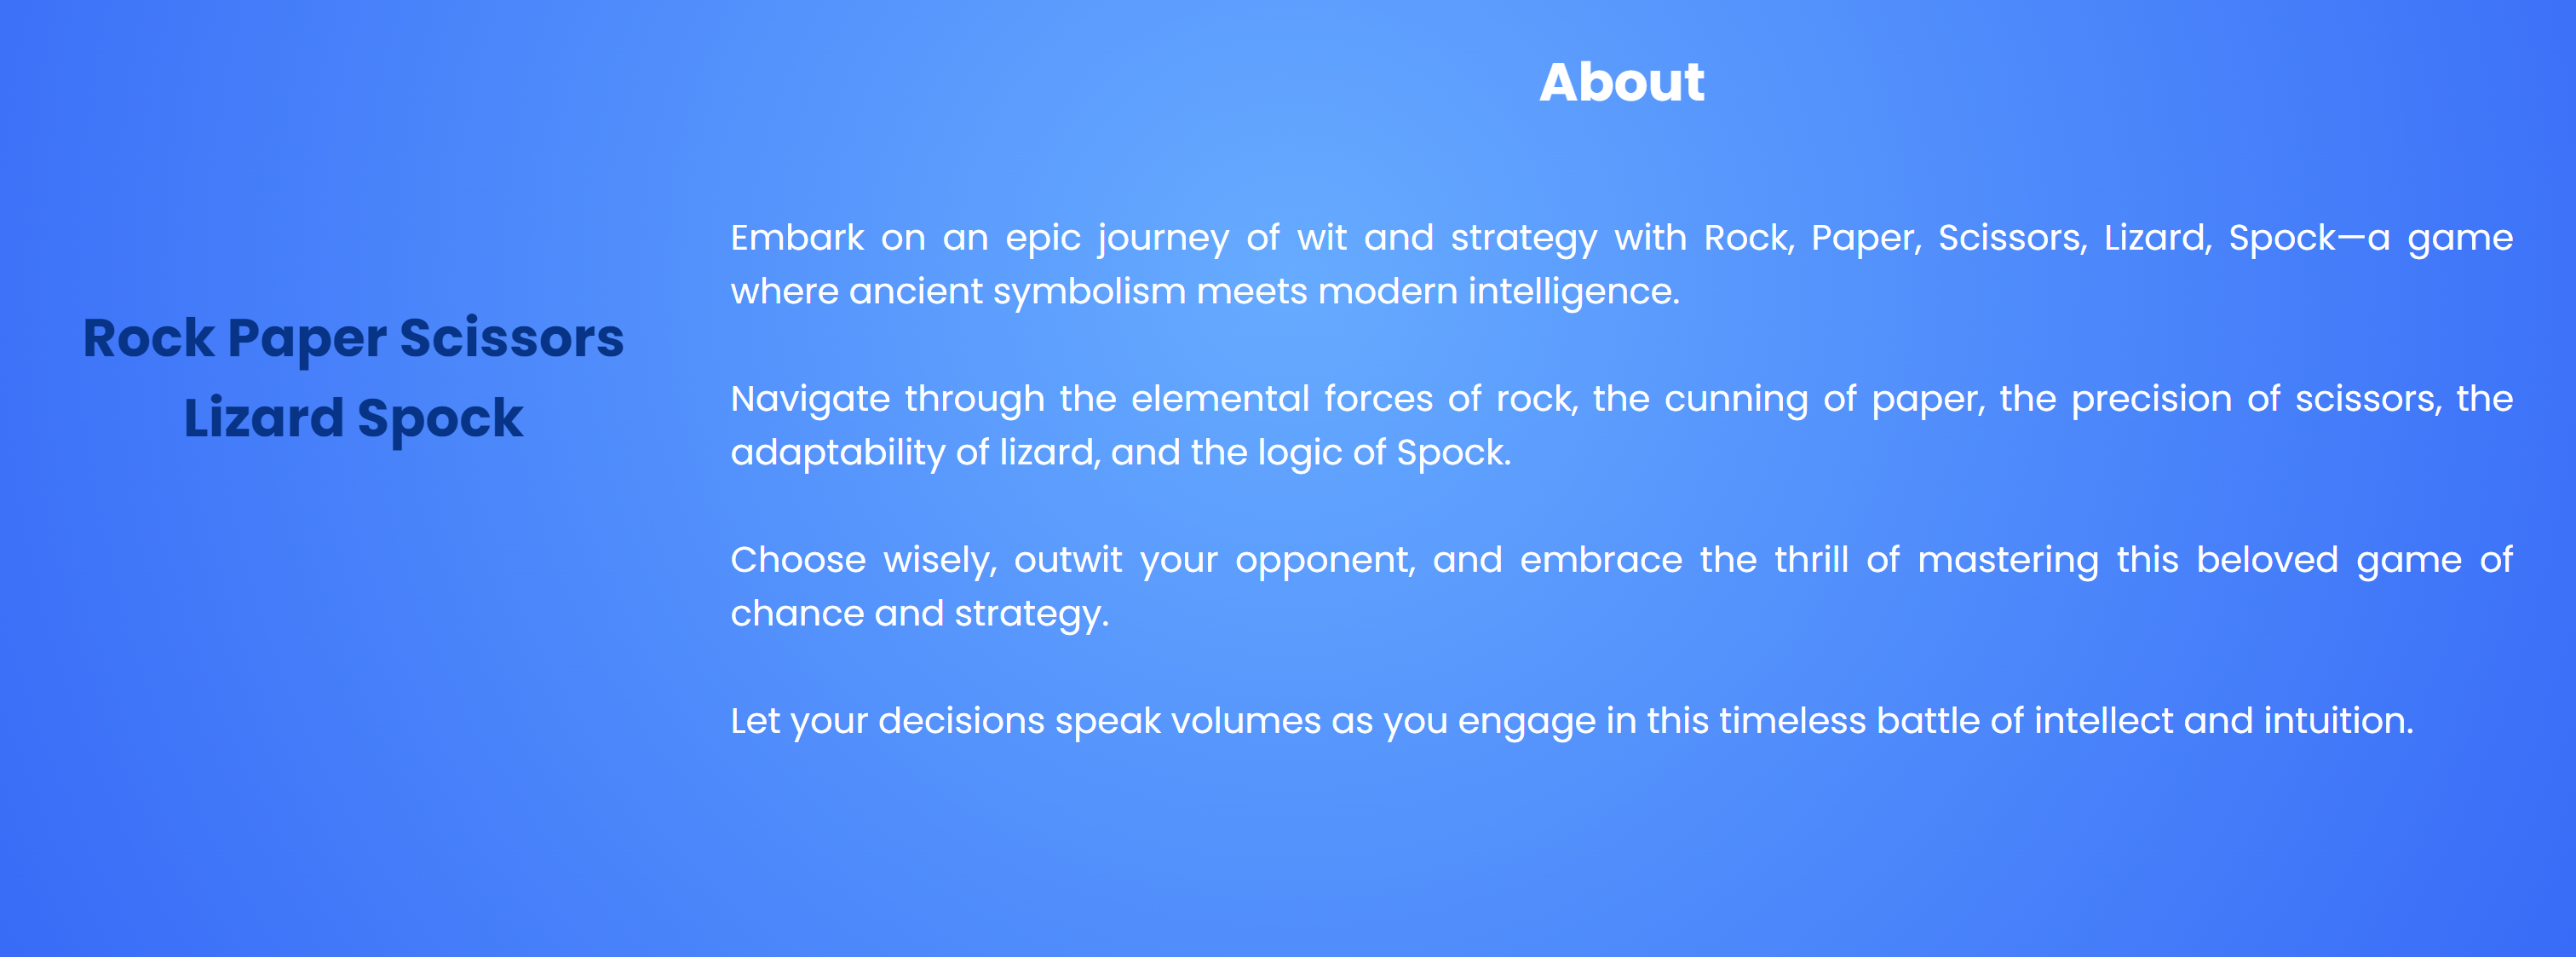 Rock Paper Scissors
Lizard Spock
About
Embark on an epic journey of wit and strategy with Rock, Paper, Scissors, Lizard, Spock—a game
where ancient symbolism meets modern intelligence.
Navigate through the elemental forces of rock, the cunning of paper, the precision of scissors, the
adaptability of lizard, and the logic of Spock.
Choose wisely, outwit your opponent, and embrace the thrill of mastering this beloved game of
chance and strategy.
Let your decisions speak volumes as you engage in this timeless battle of intellect and intuition.